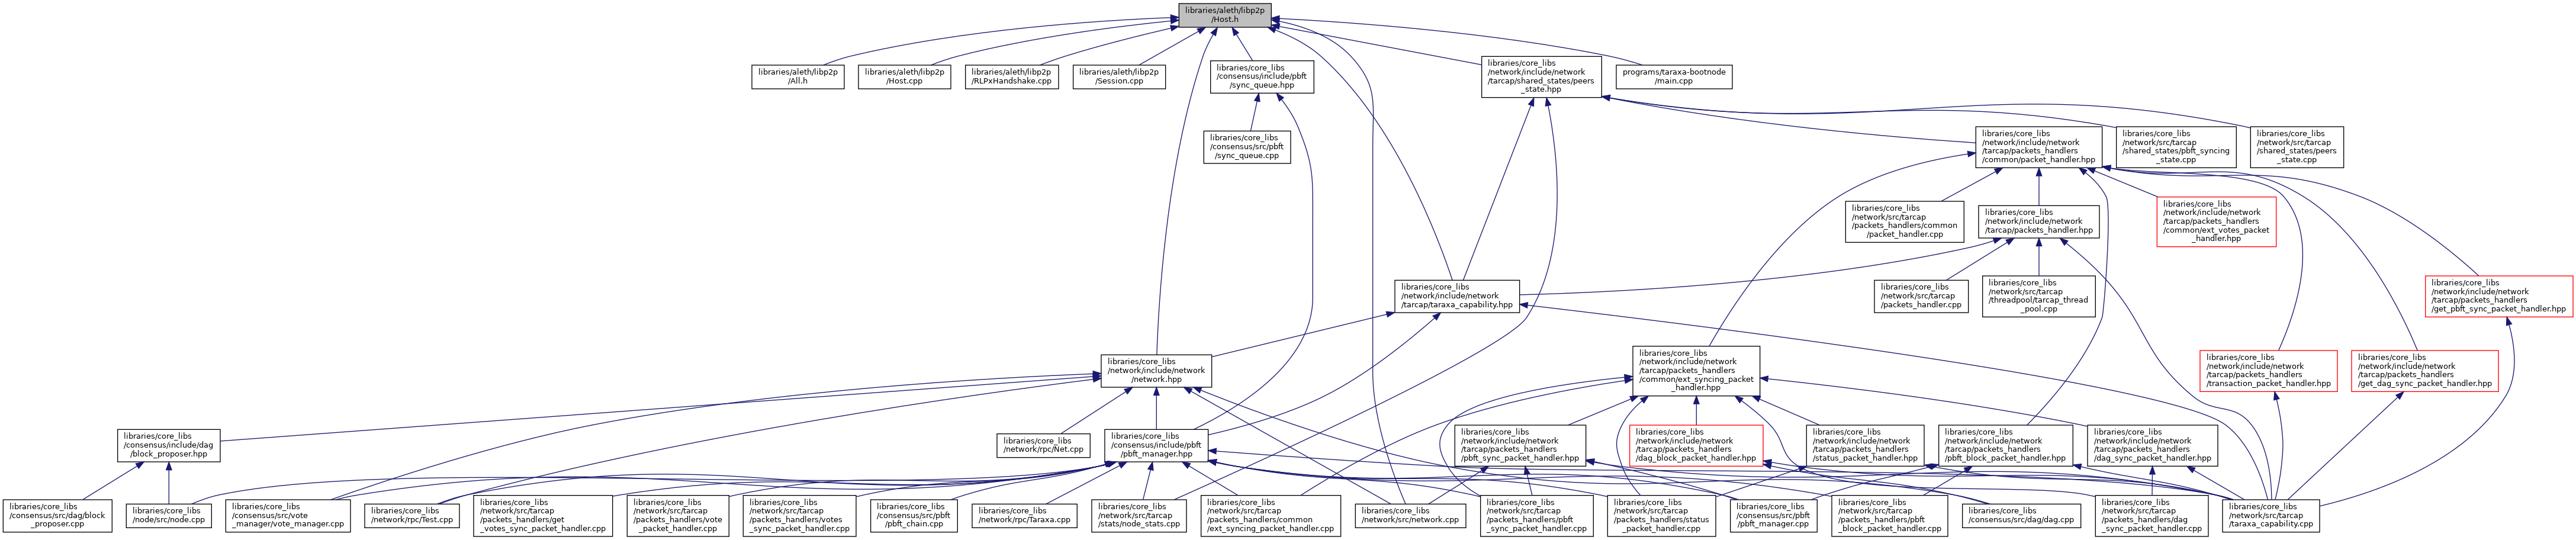 libraries/aleth/libp2p
/Host.h
libraries/aleth/libp2p
/All.h
libraries/aleth/libp2p
/Host.cpp
libraries/aleth/libp2p
/RLPxHandshake.cpp
libraries/aleth/libp2p
/Session.cpp
libraries/core_libs
/consensus/include/pbft
/sync_queue.hpp
libraries/core_libs
/network/include/network
/tarcap/shared_states/peers
_state.hpp
programs/taraxa-bootnode
/main.cpp
libraries/core_libs
/consensus/src/pbft
/sync_queue.cpp
libraries/core_libs
/network/include/network
/tarcap/packets_handlers
/common/packet_handler.hpp
libraries/core_libs
/network/src/tarcap
/shared_states/pbft_syncing
_state.cpp
libraries/core_libs
/network/src/tarcap
/shared_states/peers
_state.cpp
libraries/core_libs
/network/src/tarcap
/packets_handlers/common
/packet_handler.cpp
libraries/core_libs
/network/include/network
/tarcap/packets_handler.hpp
libraries/core_libs
/network/include/network
/tarcap/packets_handlers
/common/ext_votes_packet
_handler.hpp
libraries/core_libs
/network/include/network
/tarcap/taraxa_capability.hpp
libraries/core_libs
/network/src/tarcap
/packets_handler.cpp
libraries/core_libs
/network/src/tarcap
/threadpool/tarcap_thread
_pool.cpp
libraries/core_libs
/network/include/network
/tarcap/packets_handlers
/get_pbft_sync_packet_handler.hpp
libraries/core_libs
/network/include/network
/network.hpp
libraries/core_libs
/network/include/network
/tarcap/packets_handlers
/common/ext_syncing_packet
_handler.hpp
libraries/core_libs
/network/include/network
/tarcap/packets_handlers
/transaction_packet_handler.hpp
libraries/core_libs
/network/include/network
/tarcap/packets_handlers
/get_dag_sync_packet_handler.hpp
libraries/core_libs
/consensus/include/dag
/block_proposer.hpp
libraries/core_libs
/network/rpc/Net.cpp
libraries/core_libs
/consensus/include/pbft
/pbft_manager.hpp
libraries/core_libs
/network/include/network
/tarcap/packets_handlers
/pbft_sync_packet_handler.hpp
libraries/core_libs
/network/include/network
/tarcap/packets_handlers
/dag_block_packet_handler.hpp
libraries/core_libs
/network/include/network
/tarcap/packets_handlers
/status_packet_handler.hpp
libraries/core_libs
/network/include/network
/tarcap/packets_handlers
/pbft_block_packet_handler.hpp
libraries/core_libs
/network/include/network
/tarcap/packets_handlers
/dag_sync_packet_handler.hpp
libraries/core_libs
/consensus/src/dag/block
_proposer.cpp
libraries/core_libs
/node/src/node.cpp
libraries/core_libs
/consensus/src/vote
_manager/vote_manager.cpp
libraries/core_libs
/network/rpc/Test.cpp
libraries/core_libs
/network/src/tarcap
/packets_handlers/get
_votes_sync_packet_handler.cpp
libraries/core_libs
/network/src/tarcap
/packets_handlers/vote
_packet_handler.cpp
libraries/core_libs
/network/src/tarcap
/packets_handlers/votes
_sync_packet_handler.cpp
libraries/core_libs
/consensus/src/pbft
/pbft_chain.cpp
libraries/core_libs
/network/rpc/Taraxa.cpp
libraries/core_libs
/network/src/tarcap
/stats/node_stats.cpp
libraries/core_libs
/network/src/tarcap
/packets_handlers/common
/ext_syncing_packet_handler.cpp
libraries/core_libs
/network/src/network.cpp
libraries/core_libs
/network/src/tarcap
/packets_handlers/pbft
_sync_packet_handler.cpp
libraries/core_libs
/network/src/tarcap
/packets_handlers/status
_packet_handler.cpp
libraries/core_libs
/consensus/src/pbft
/pbft_manager.cpp
libraries/core_libs
/network/src/tarcap
/packets_handlers/pbft
_block_packet_handler.cpp
libraries/core_libs
/consensus/src/dag/dag.cpp
libraries/core_libs
/network/src/tarcap
/packets_handlers/dag
_sync_packet_handler.cpp
libraries/core_libs
/network/src/tarcap
/taraxa_capability.cpp